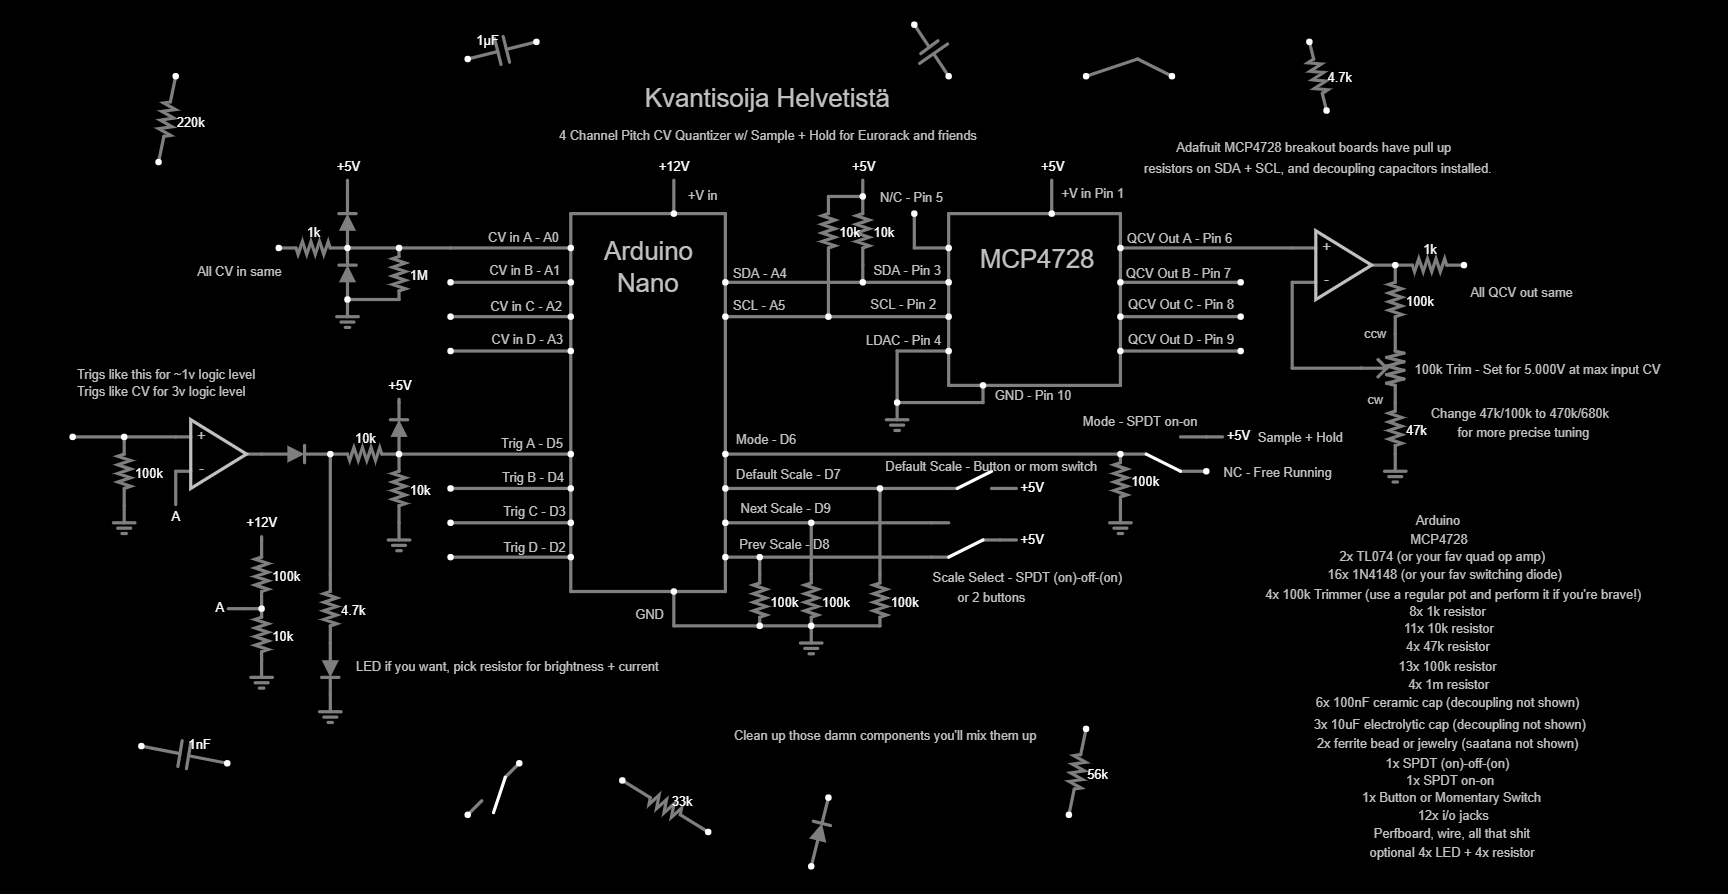 1µF
4.7k
220k
Kvantisoija Helvetistä
4 Channel Pitch CV Quantizer w/ Sample + Hold for Eurorack and friends
Adafruit MCP4728 breakout boards have pull up
resistors on SDA + SCL, and decoupling capacitors installed.
+5V
+12V
+5V
+5V
+V in
N/C - Pin 5
+V in Pin 1
1k
All CV in same
1M
CV in A - A0
CV in B - A1
CV in C - A2
CV in D - A3
Arduino
Nano
10k
10k
SDA - A4
SCL - A5
SDA - Pin 3
SCL - Pin 2
LDAC - Pin 4
MCP4728
GND - Pin 10
QCV Out A - Pin 6
QCV Out B - Pin 7
QCV Out C - Pin 8
QCV Out D - Pin 9
+
-
1k
100k
All QCV out same
ccw
100k Trim - Set for 5.000V at max input CV
cw
47k
Change 47k/100k to 470k/680k
for more precise tuning
Trigs like this for ~1v logic level
Trigs like CV for 3v logic level
+5V
+
-
100k
A
10k
10k
Trig A - D5
Trig B - D4
Trig C - D3
Trig D - D2
+12V
100k
A
10k
4.7k
LED if you want, pick resistor for brightness + current
GND
Mode - D6
Default Scale - D7
Next Scale - D9
Prev Scale - D8
Mode - SPDT on-on
+5V
Sample + Hold
NC - Free Running
Default Scale - Button or mom switch
+5V
100k
+5V
Scale Select - SPDT (on)-off-(on)
or 2 buttons
100k
100k
100k
Arduino
MCP4728
2x TL074 (or your fav quad op amp)
16x 1N4148 (or your fav switching diode)
4x 100k Trimmer (use a regular pot and perform it if you're brave!)
8x 1k resistor
11x 10k resistor
4x 47k resistor
13x 100k resistor
4x 1m resistor
6x 100nF ceramic cap (decoupling not shown)
3x 10uF electrolytic cap (decoupling not shown)
2x ferrite bead or jewelry (saatana not shown)
1x SPDT (on)-off-(on)
1x SPDT on-on
1x Button or Momentary Switch
12x i/o jacks
Perfboard, wire, all that shit
optional 4x LED + 4x resistor
1nF
Clean up those damn components you'll mix them up
33k
56k